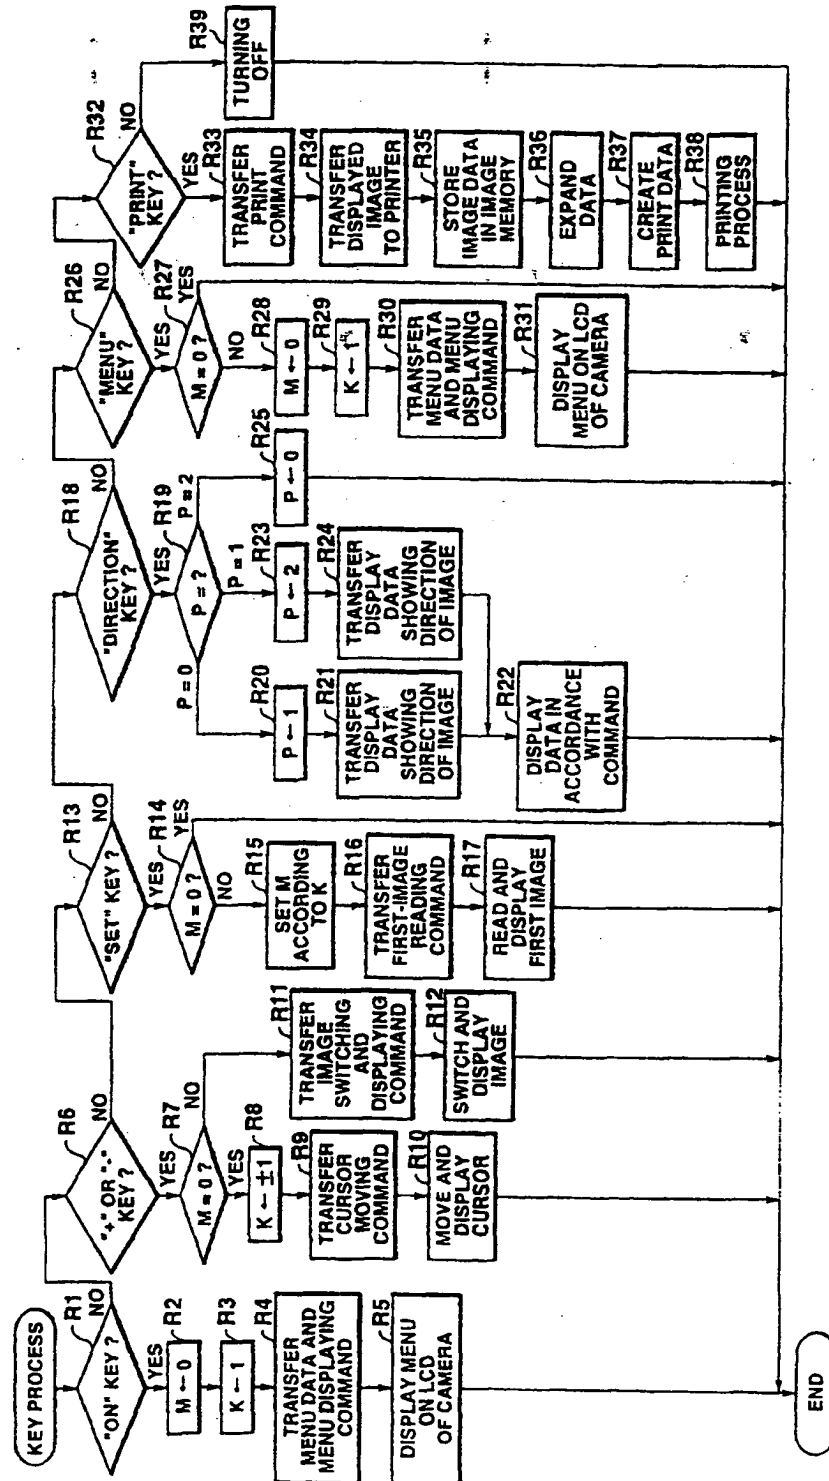 KEY PROCESS
R1
"ON" KEY ?
NO
YES
R2
M ← 0
R3
K ← 1
R4
TRANSFER
MENU DATA AND
MENU DISPLAYING
COMMAND
R5
DISPLAY MENU
ON LCD
OF CAMERA
END
R6
"+" OR "-"
KEY ?
NO
YES
R7
M = 0 ?
NO
YES
R8
K ← ±1
R9
TRANSFER
CURSOR
MOVING
COMMAND
R10
MOVE AND
DISPLAY
CURSOR
R11
TRANSFER
IMAGE
SWITCHING
AND
DISPLAYING
COMMAND
R12
SWITCH AND
DISPLAY
IMAGE
R13
"SET" KEY ?
NO
YES
R14
M = 0 ?
YES
NO
R15
SET M
ACCORDING
TO K
R16
TRANSFER
FIRST-IMAGE
READING
COMMAND
R17
READ AND
DISPLAY
FIRST IMAGE
R18
"DIRECTION"
KEY ?
NO
YES
R19
P = ?
P = 0
P = 1
P = 2
R20
P ← 1
R21
TRANSFER
DISPLAY
DATA
SHOWING
DIRECTION
OF IMAGE
R22
DISPLAY
DATA IN
ACCORDANCE
WITH
COMMAND
R23
P ← 2
R24
TRANSFER
DISPLAY
DATA
SHOWING
DIRECTION
OF IMAGE
R25
P ← 0
R26
"MENU"
KEY ?
NO
YES
R27
M = 0 ?
YES
NO
R28
M ← 0
R29
K ← 1
R30
TRANSFER
MENU DATA
AND MENU
DISPLAYING
COMMAND
R31
DISPLAY
MENU ON LCD
OF CAMERA
R32
"PRINT"
KEY ?
NO
YES
R33
TRANSFER
PRINT
COMMAND
R34
TRANSFER
DISPLAYED
IMAGE
TO PRINTER
R35
STORE
IMAGE DATA
IN IMAGE
MEMORY
R36
EXPAND
DATA
R37
CREATE
PRINT DATA
R38
PRINTING
PROCESS
R39
TURNING
OFF